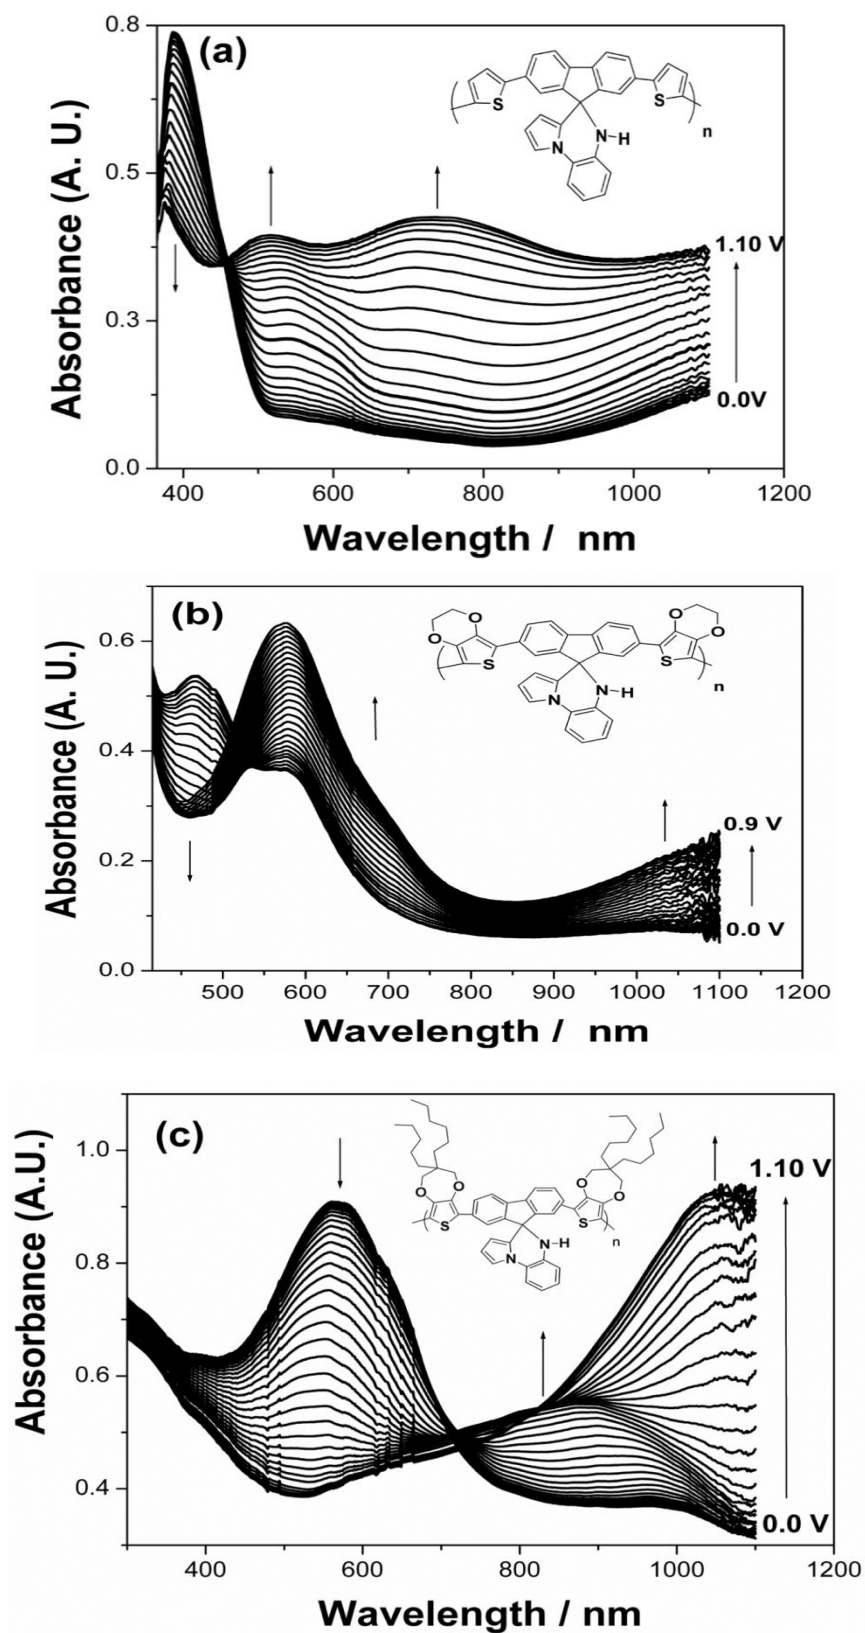 (a)
Absorbance (A. U.)
0.8
0.5
0.3
0.0
S
S
N
N-H
n
1.10 V
0.0V
400 600 800 1000 1200
Wavelength / nm
(b)
Absorbance (A. U.)
0.6
0.4
0.2
0.0
O
O
O
O
S
S
N
N-H
n
0.9 V
0.0 V
500 600 700 800 900 1000 1100 1200
Wavelength / nm
(c)
Absorbance (A.U.)
1.0
0.8
0.6
0.4
O
O
O
O
S
S
N
N-H
n
1.10 V
0.0 V
400 600 800 1000 1200
Wavelength / nm